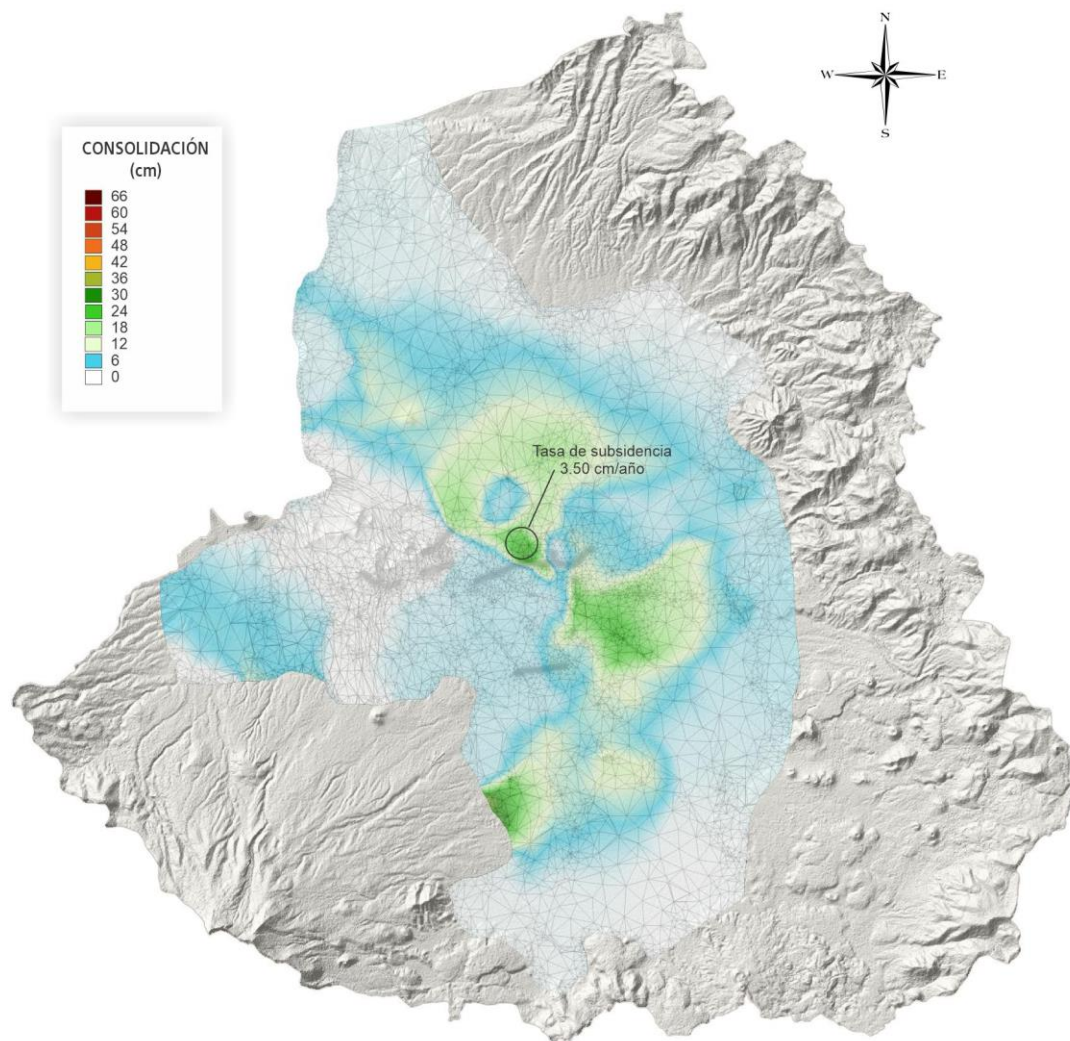 N
W
E
S
CONSOLIDACIÓN
(cm)
66
60
54
48
42
36
30
24
18
12
6
0
Tasa de subsidencia
3.50 cm/año